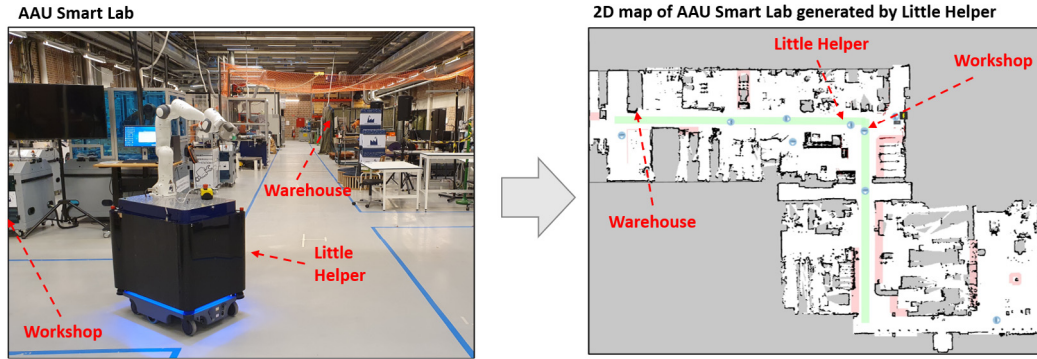 AAU Smart Lab
2D map of AAU Smart Lab generated by Little Helper
Warehouse
Little
Helper
Workshop
Little Helper
Workshop
Warehouse